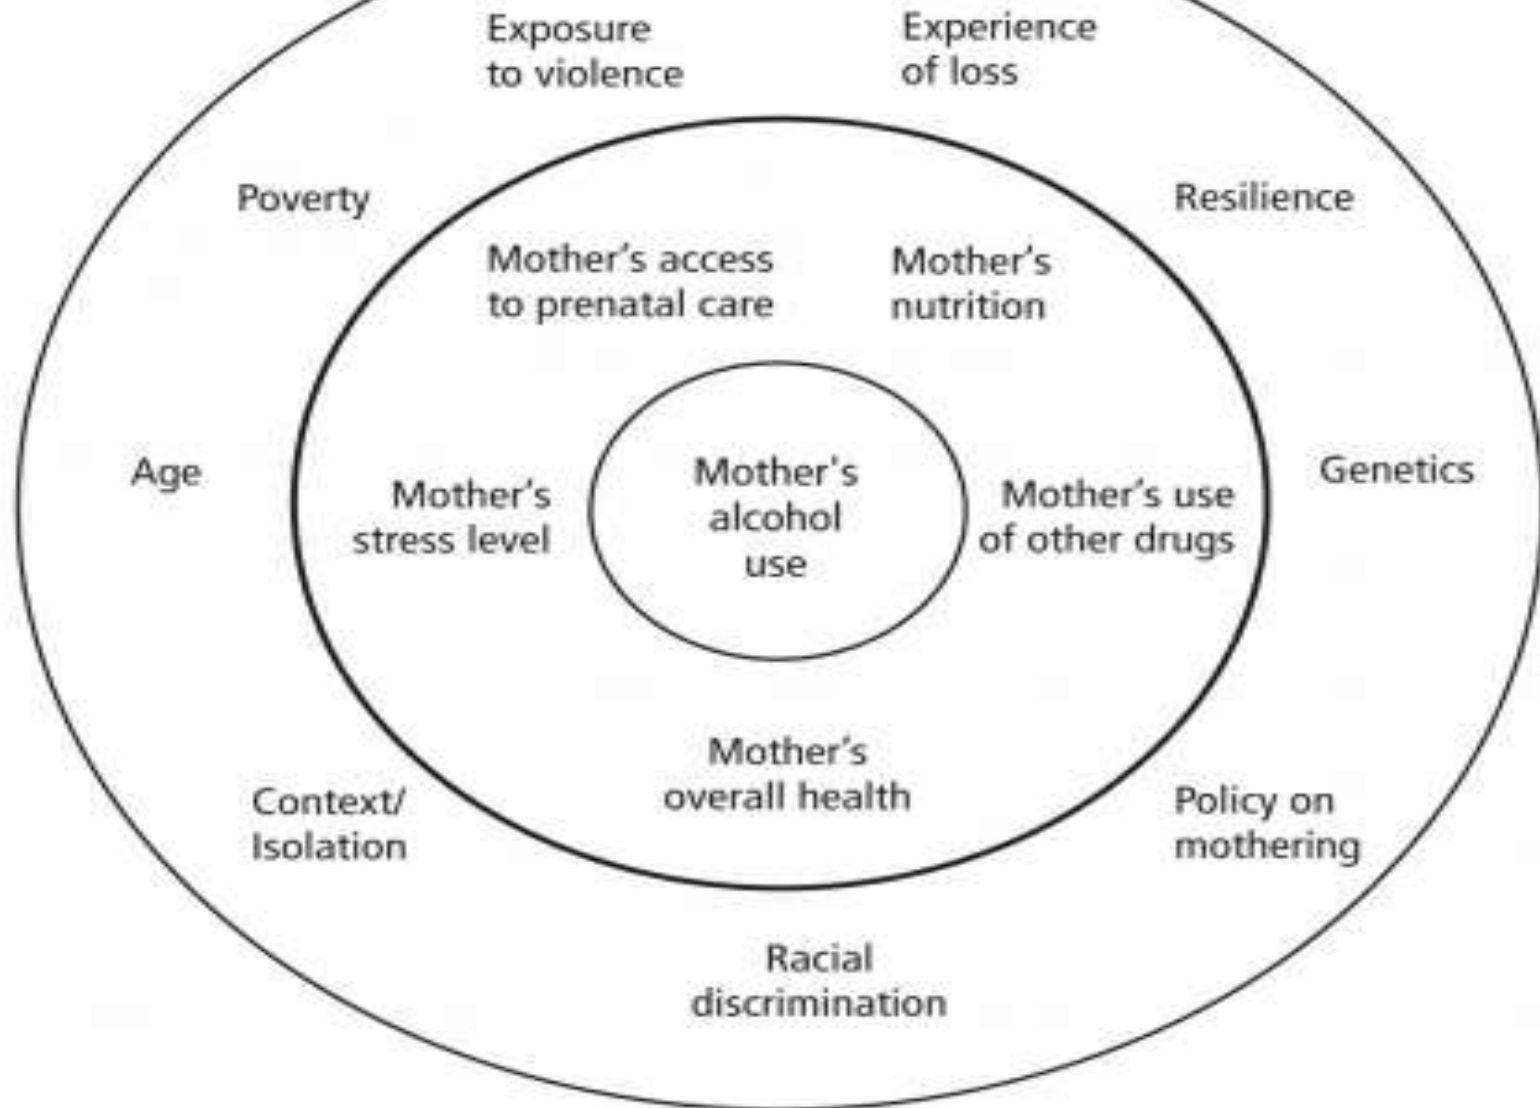 Exposure
to violence
Experience
of loss
Poverty
Resilience
Mother's access
to prenatal care
Mother's
nutrition
Age
Genetics
Mother's
stress level
Mother's
alcohol
use
Mother's use
of other drugs
Mother's
overall health
Context/
Isolation
Policy on
mothering
Racial
discrimination